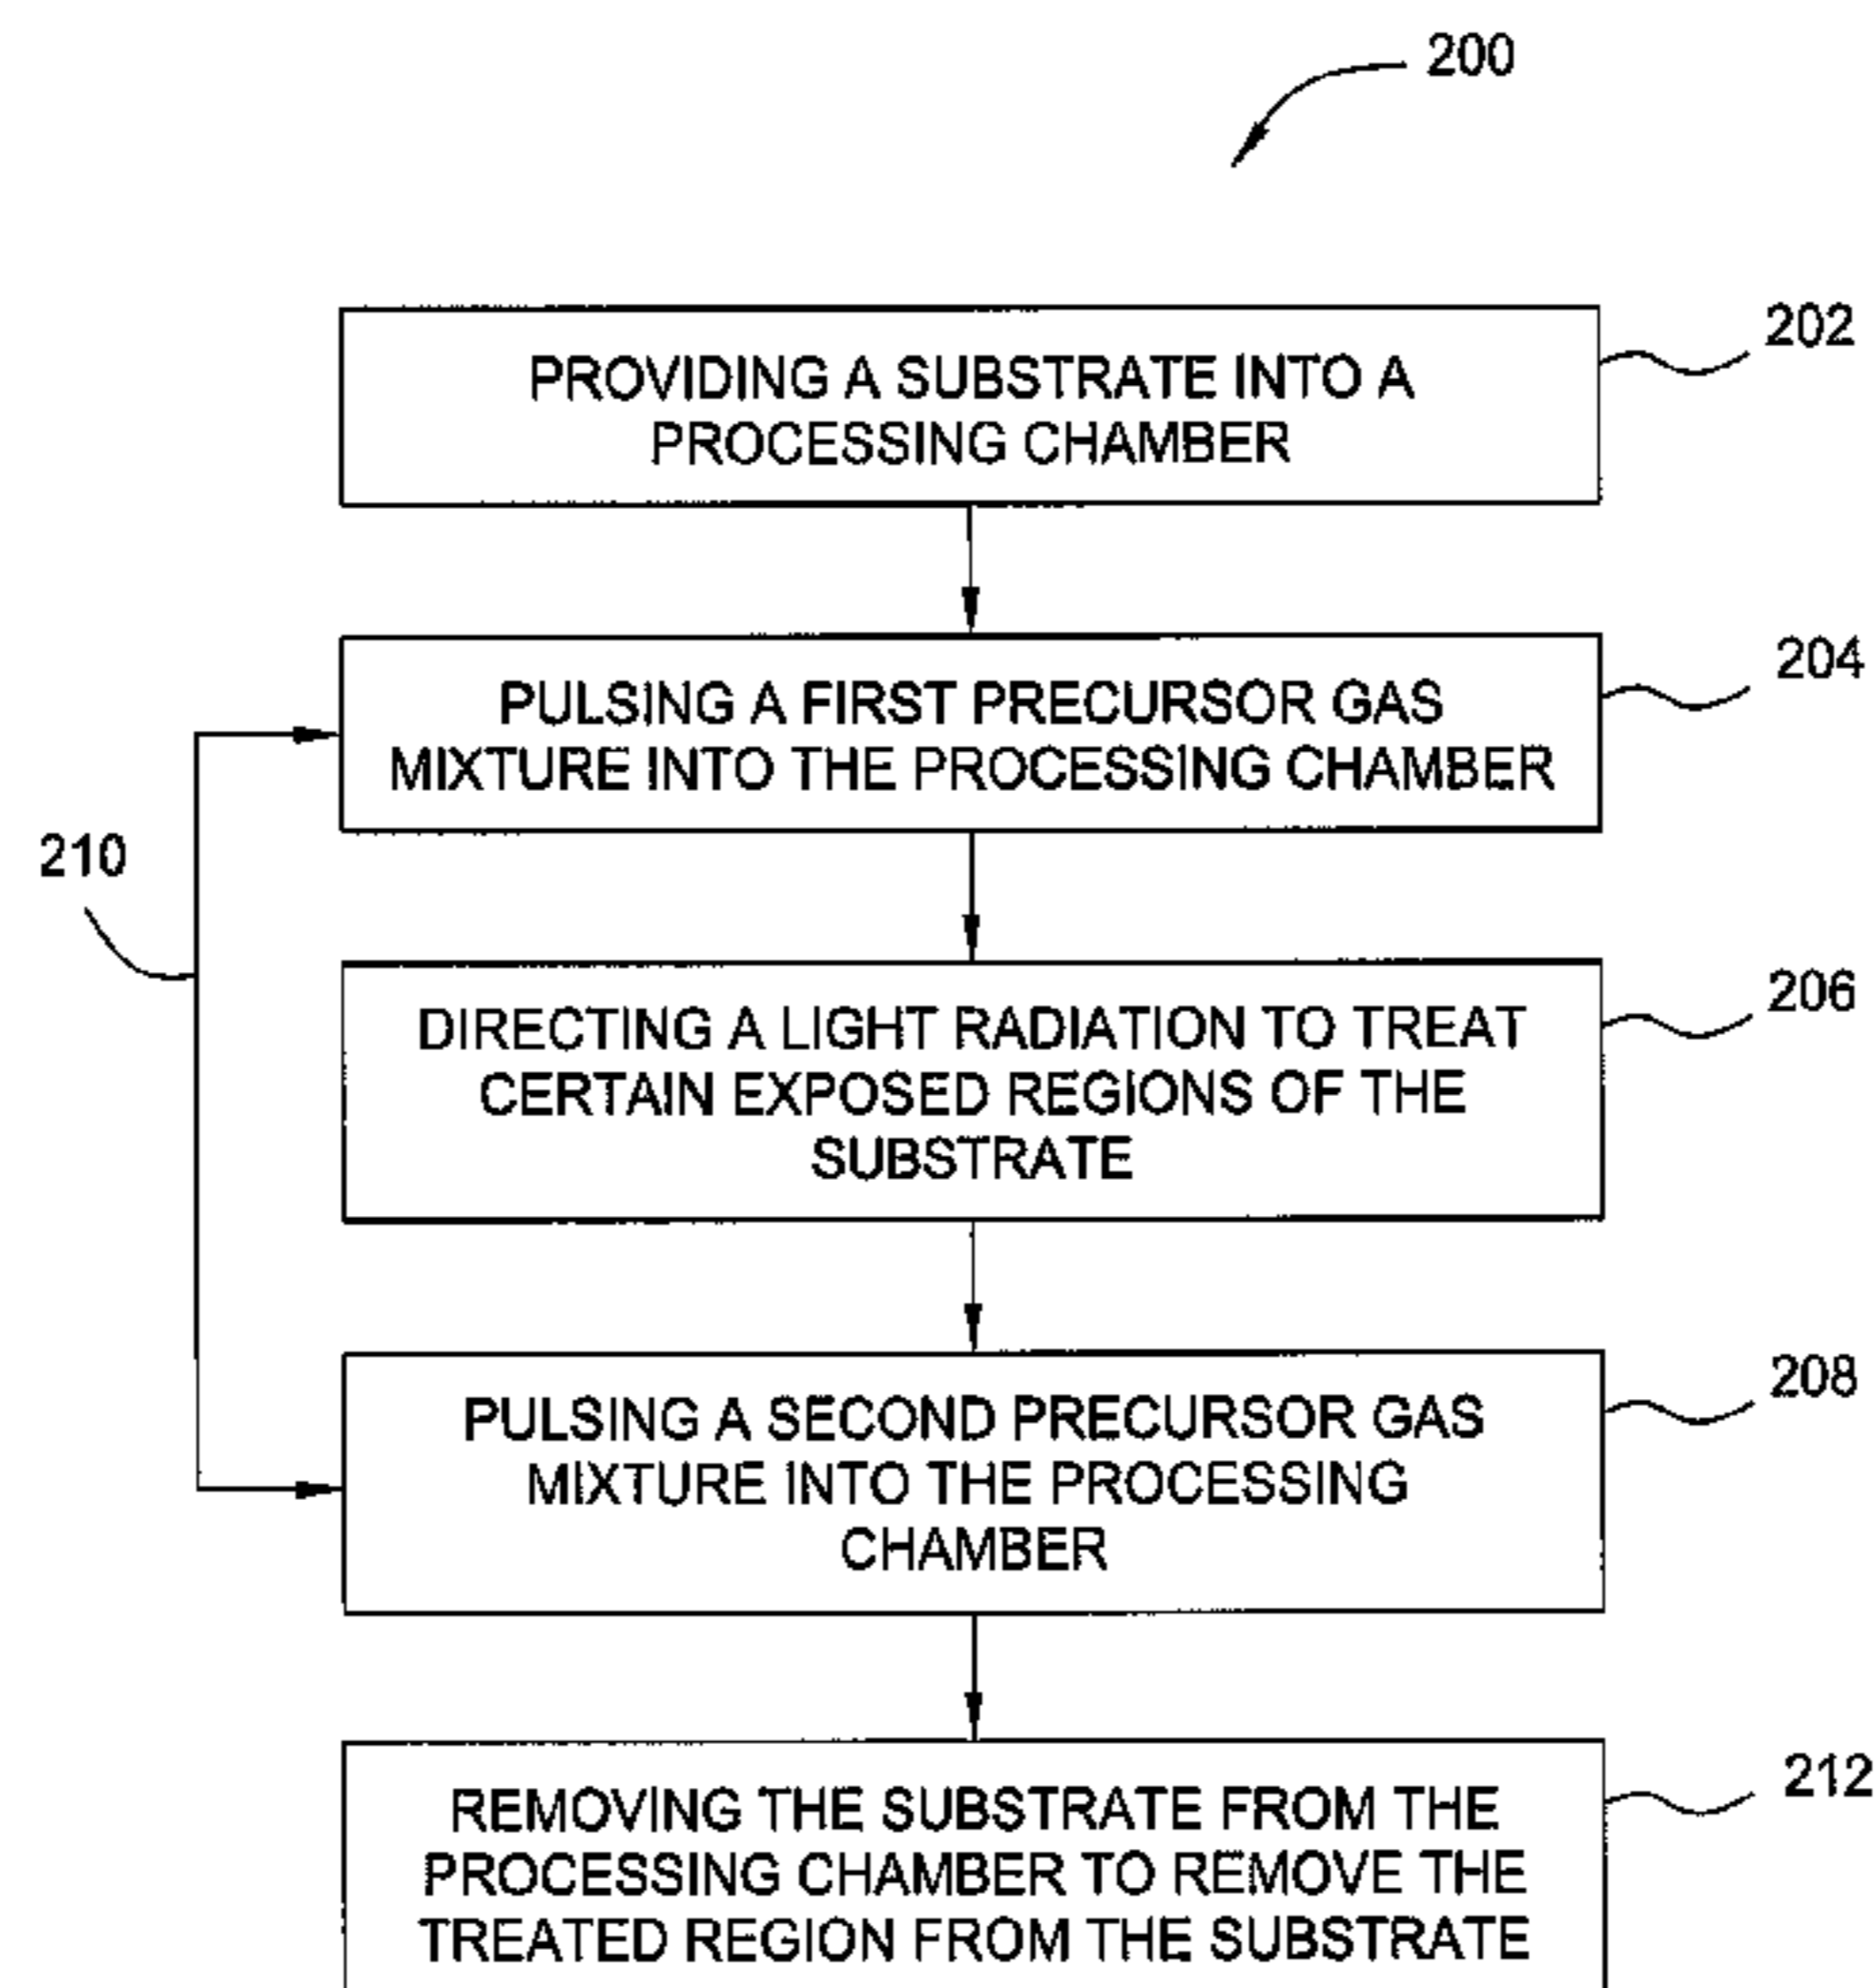 200
PROVIDING A SUBSTRATE INTO A
PROCESSING CHAMBER
202
PULSING A FIRST PRECURSOR GAS
MIXTURE INTO THE PROCESSING CHAMBER
204
210
DIRECTING A LIGHT RADIATION TO TREAT
CERTAIN EXPOSED REGIONS OF THE
SUBSTRATE
206
PULSING A SECOND PRECURSOR GAS
MIXTURE INTO THE PROCESSING
CHAMBER
208
REMOVING THE SUBSTRATE FROM THE
PROCESSING CHAMBER TO REMOVE THE
TREATED REGION FROM THE SUBSTRATE
212